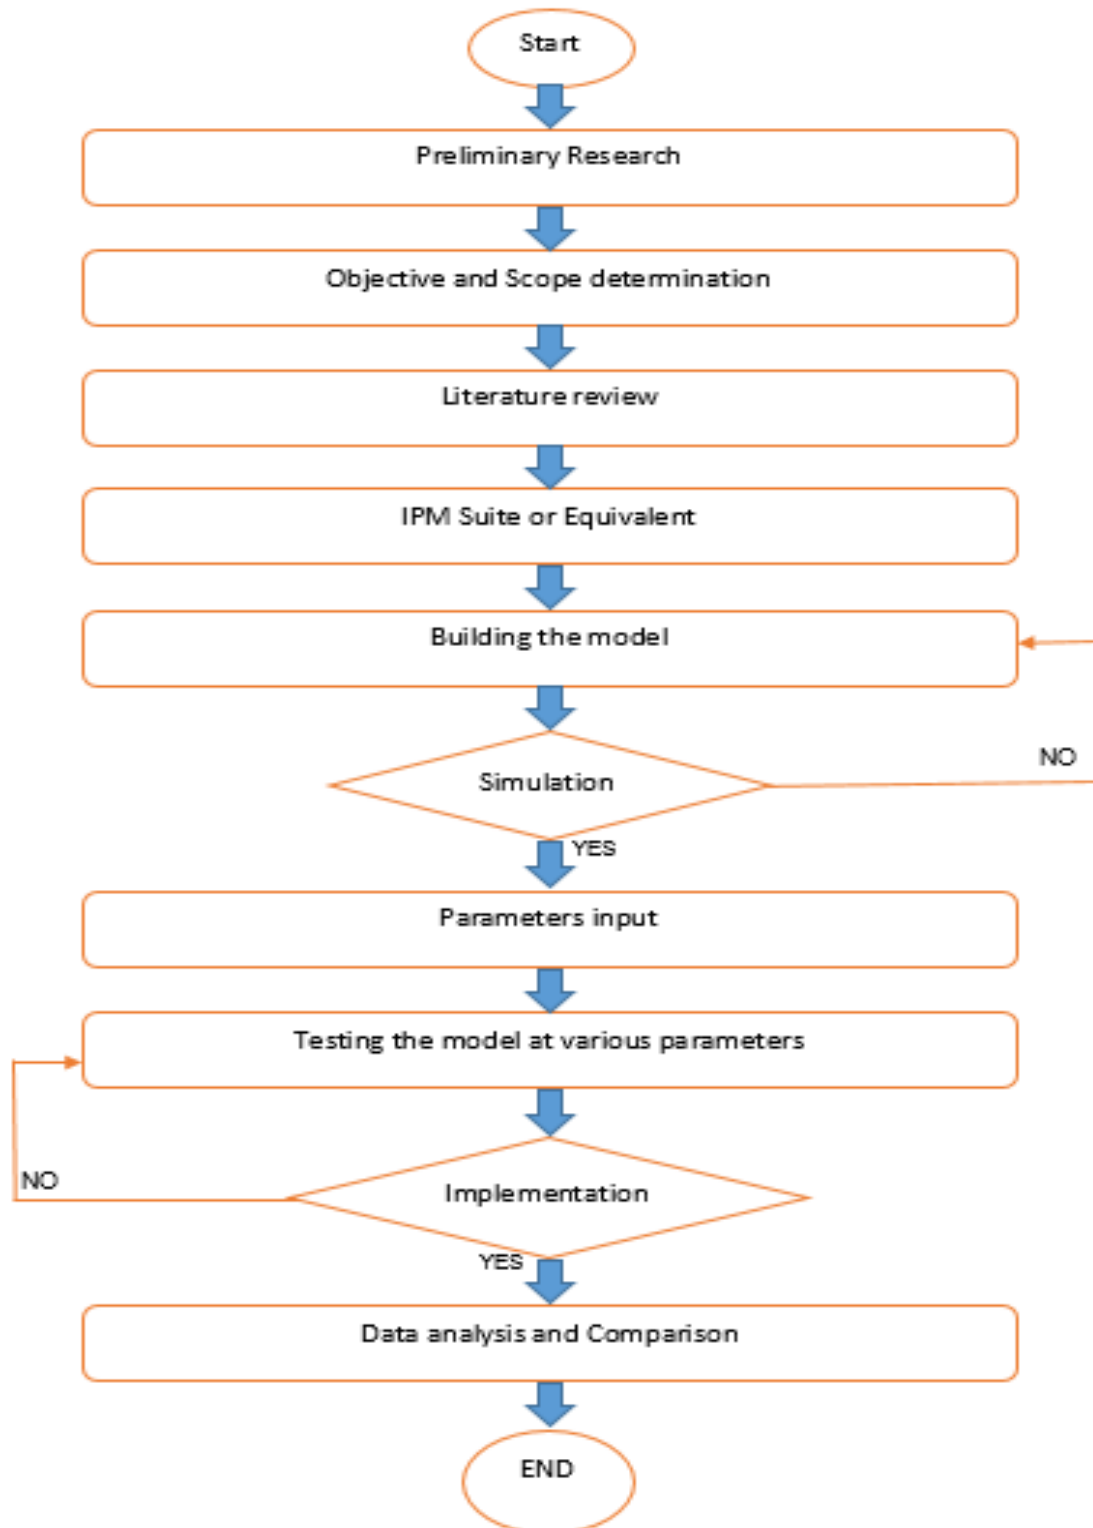 Start
Preliminary Research
Objective and Scope determination
Literature review
IPM Suite or Equivalent
Building the model
NO
Simulation
YES
Parameters input
Testing the model at various parameters
NO
Implementation
YES
Data analysis and Comparison
END